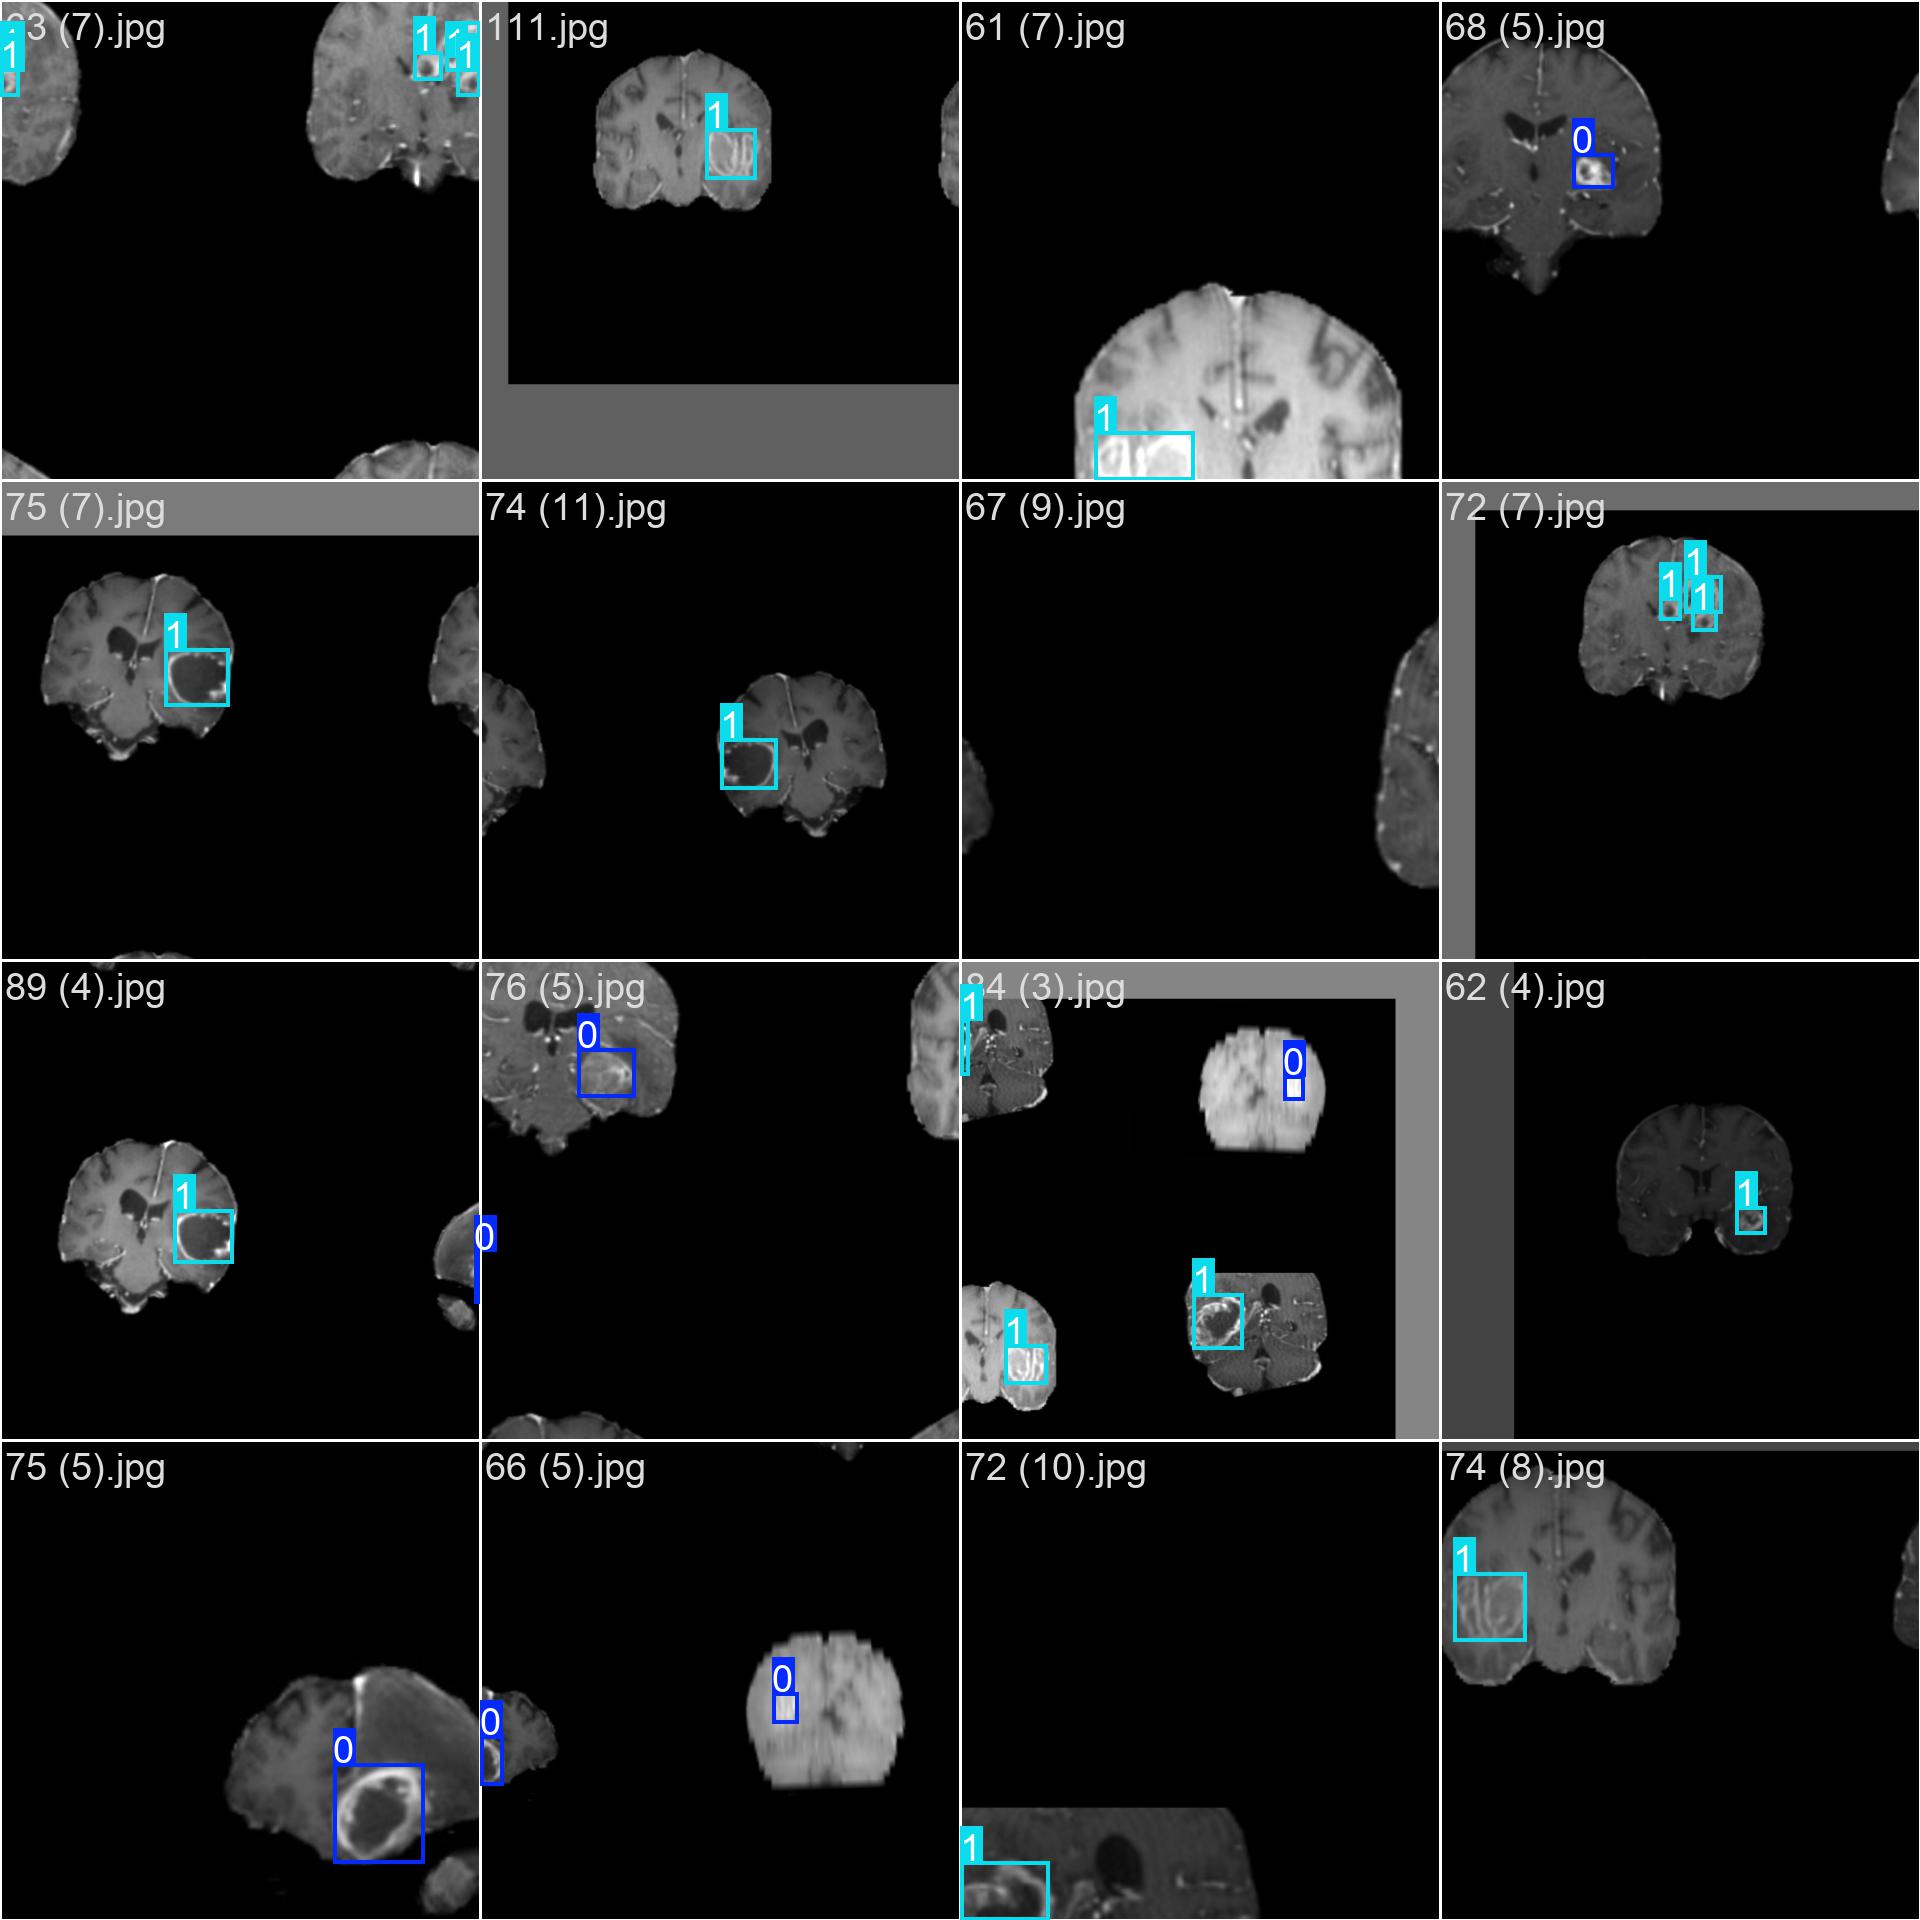 3 (7).jpg
1
1
1
1
111.jpg
1
61 (7).jpg
1
68 (5).jpg
0
75 (7).jpg
1
74 (11).jpg
1
67 (9).jpg
72 (7).jpg
1
1
1
89 (4).jpg
1
0
76 (5).jpg
0
84 (3).jpg
1
0
1
1
62 (4).jpg
1
75 (5).jpg
0
66 (5).jpg
0
0
72 (10).jpg
1
74 (8).jpg
1